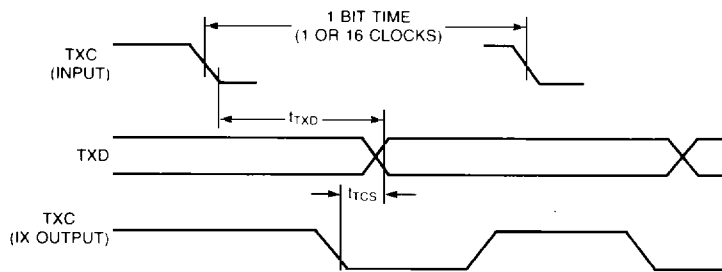 1 BIT TIME
(1 OR 16 CLOCKS)
TXC
(INPUT)
tTXD
TXD
tTCS
TXC
(IX OUTPUT)